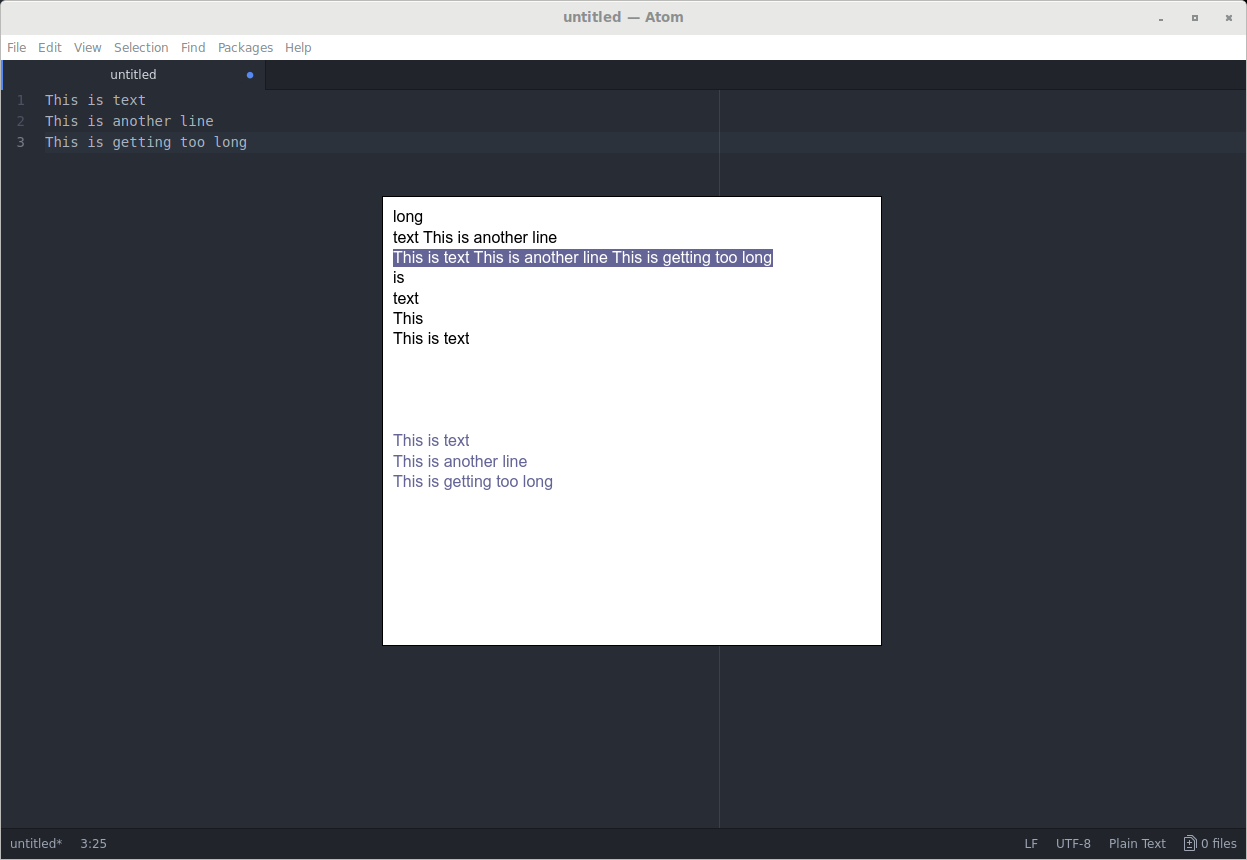 untitled — Atom
File Edit View Selection Find Packages Help
untitled
1 This is text
2 This is another line
3 This is getting too long
long
text This is another line
This is text This is another line This is getting too long
is
text
This
This is text
This is text
This is another line
This is getting too long
untitled* 3:25 LF UTF-8 Plain Text 0 files